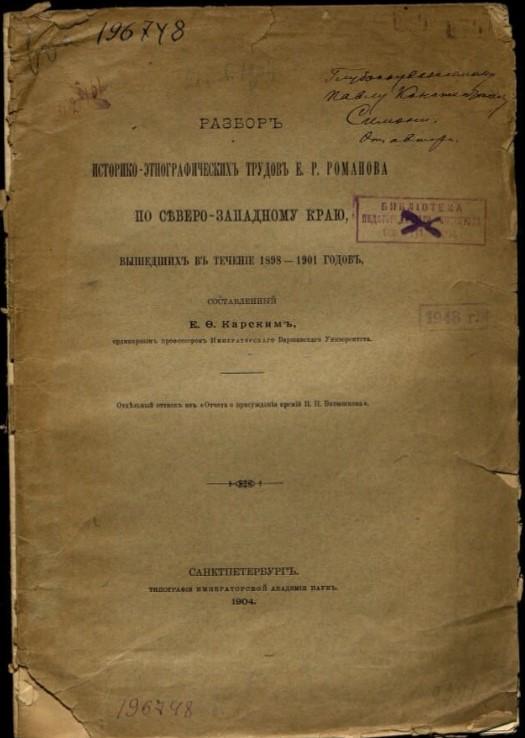 196748
Глубокоуважаемому
Павлу Константиновичу
Симони.
От автора.
РАЗБОРЪ
ИСТОРИКО-ЭТНОГРАФИЧЕСКИХЪ ТРУДОВЪ Е. Р. РОМАНОВА
ПО СѢВЕРО-ЗАПАДНОМУ КРАЮ,
БИБЛІОТЕКА
ВЫШЕДШИХЪ ВЪ ТЕЧЕНІЕ 1898—1901 ГОДОВЪ,
СОСТАВЛЕННЫЙ
1948 г.
Е. Ѳ. Карскимъ,
ординарнымъ профессоромъ Императорскаго Варшавскаго Университета.
Отдѣльный оттискъ изъ «Отчета о присужденіи премій П. Н. Батюшкова».
САНКТПЕТЕРБУРГЪ.
ТИПОГРАФІЯ ИМПЕРАТОРСКОЙ АКАДЕМІИ НАУКЪ.
1904.
196748